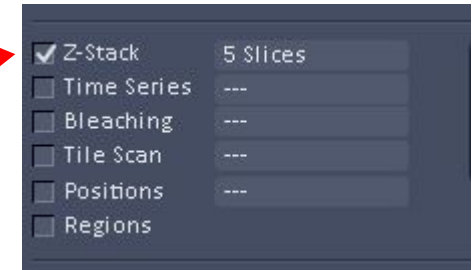 Z-Stack 5 Slices
Time Series ---
Bleaching ---
Tile Scan ---
Positions ---
Regions